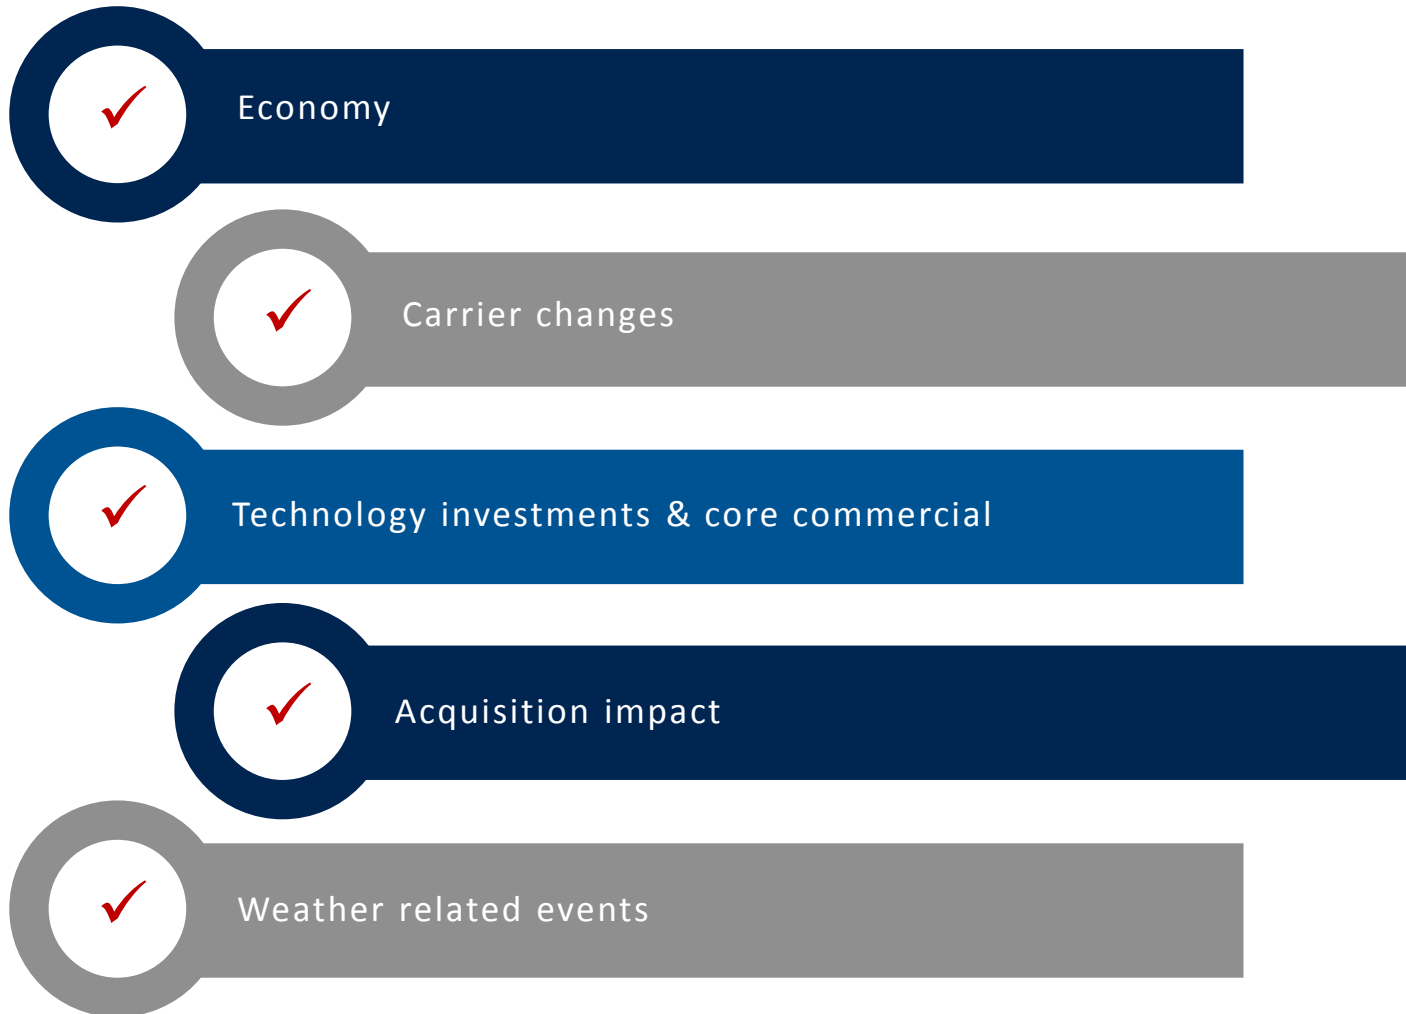 Economy
Carrier changes
Technology investments & core commercial
Acquisition impact
Weather related events